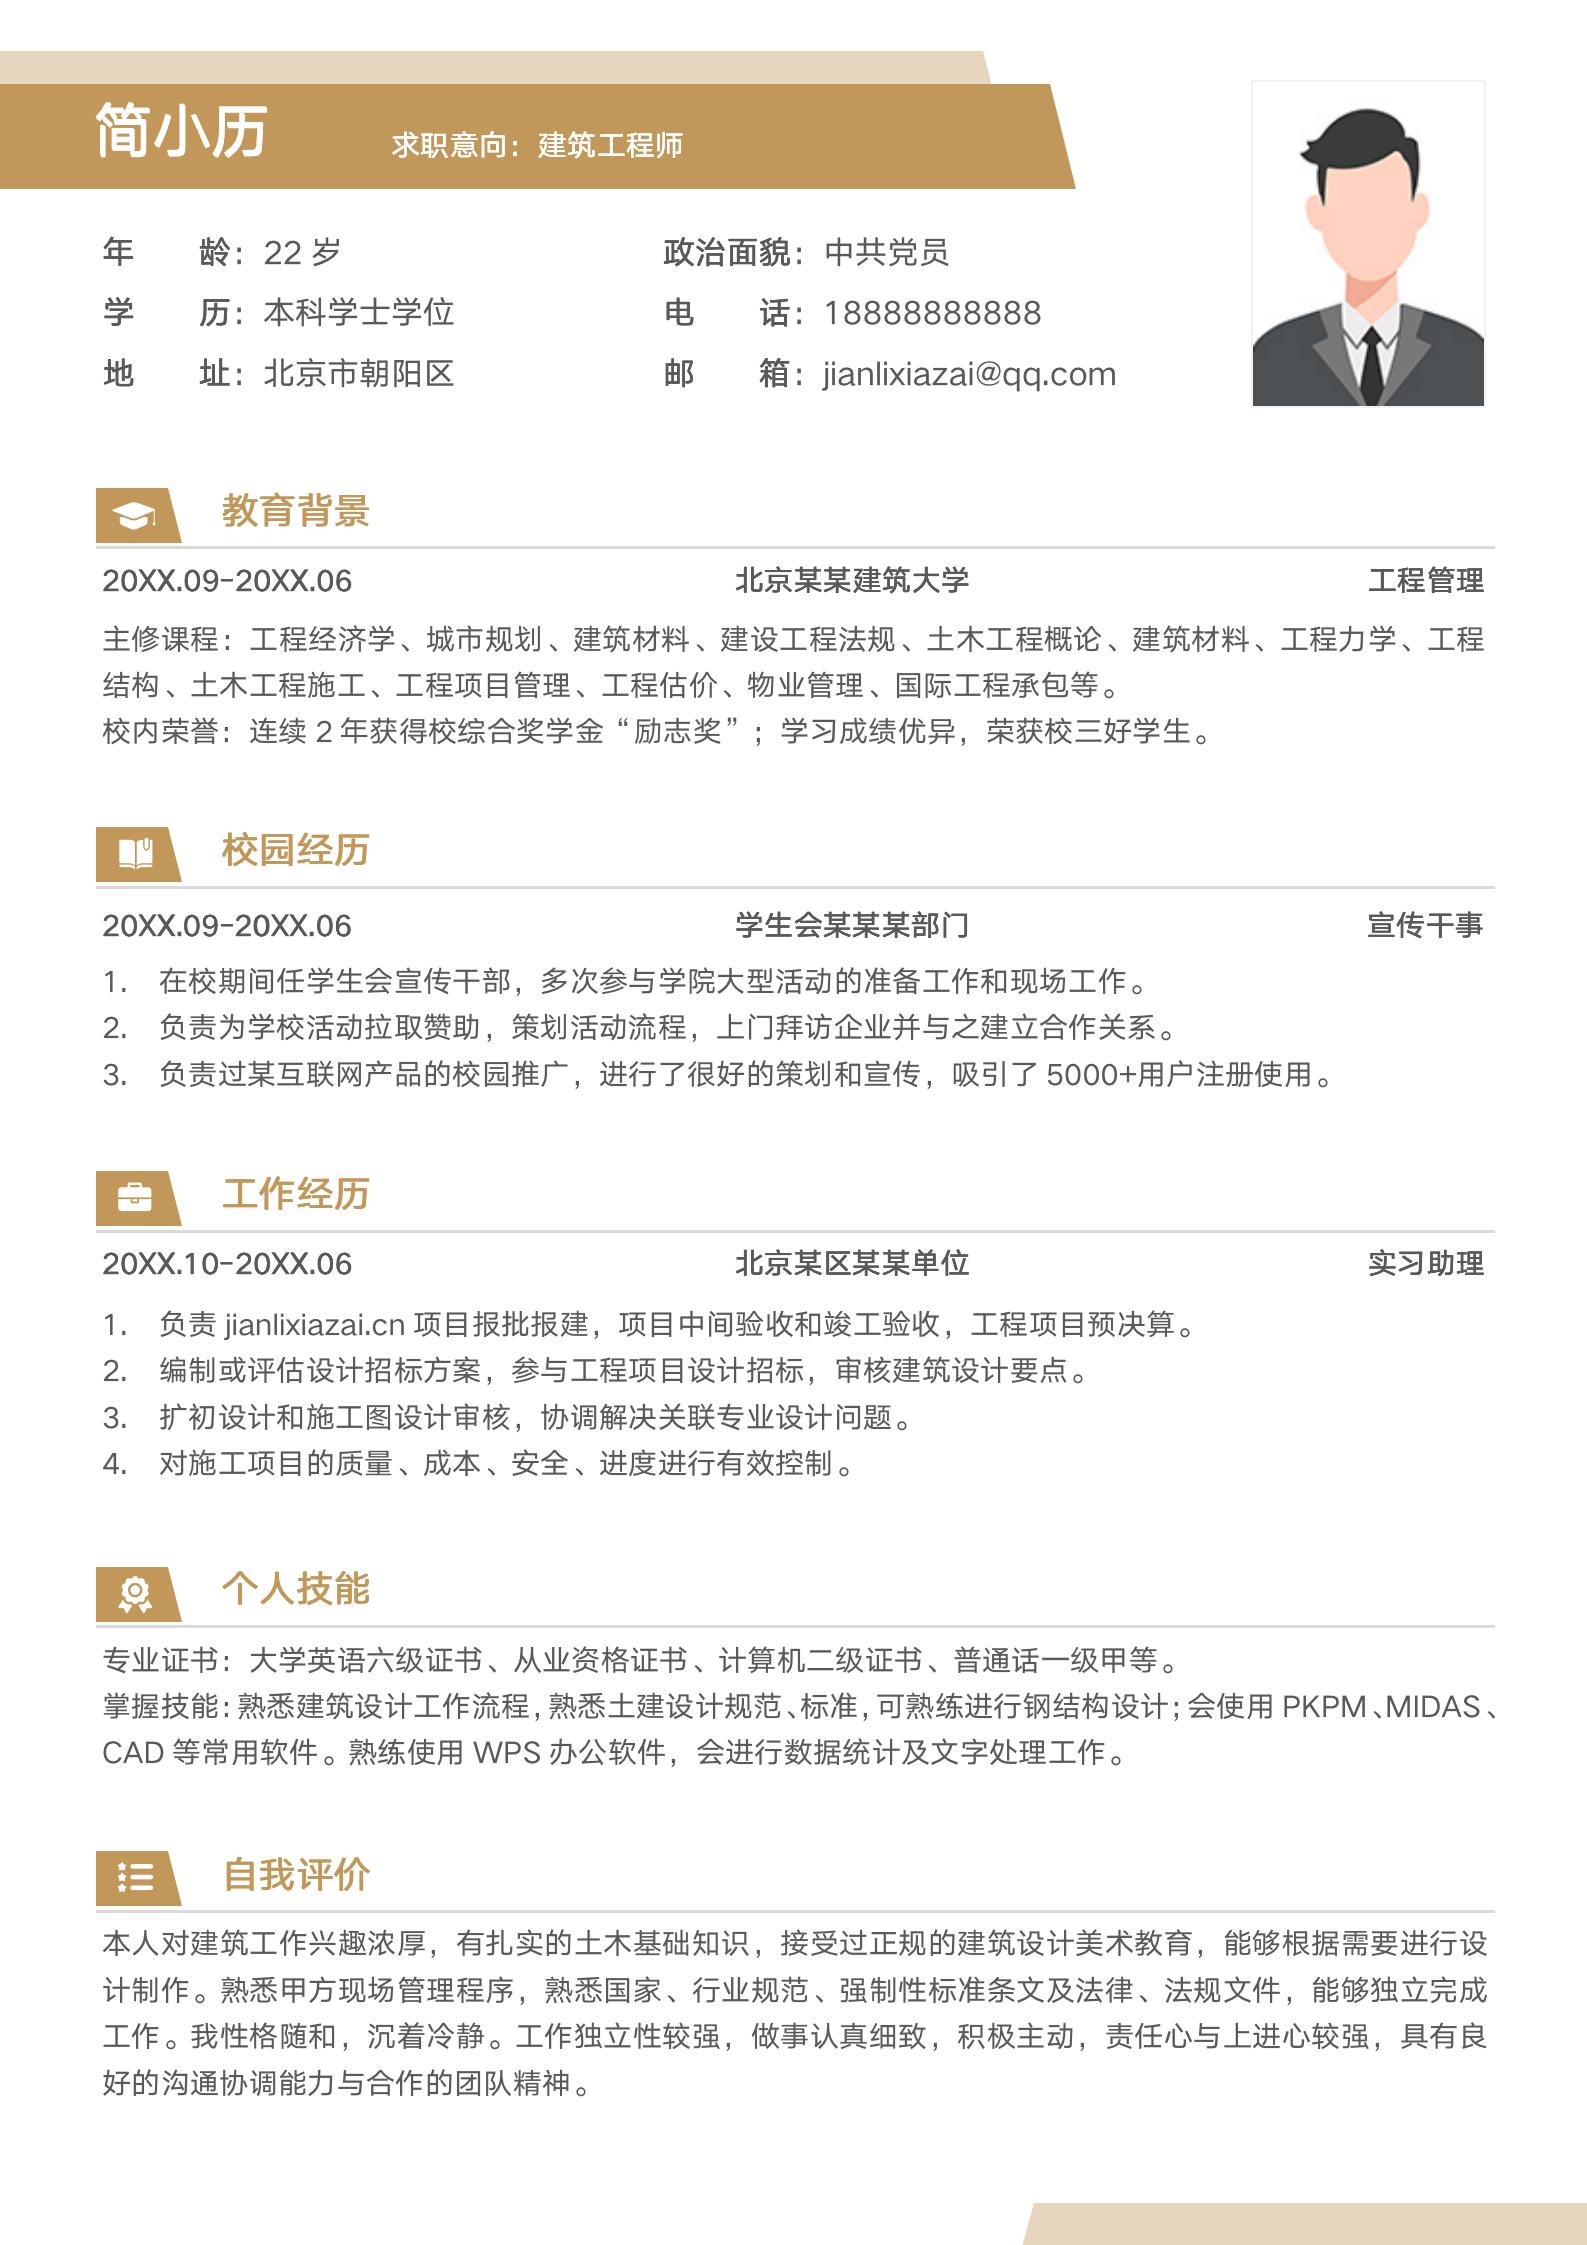 简小历 求职意向：建筑工程师
年 龄：22 岁 政治面貌：中共党员
学 历：本科学士学位 电 话：18888888888
地 址：北京市朝阳区 邮 箱：jianlixiazai@qq.com
教育背景
20XX.09-20XX.06 北京某某建筑大学 工程管理
主修课程：工程经济学、城市规划、建筑材料、建设工程法规、土木工程概论、建筑材料、工程力学、工程
结构、土木工程施工、工程项目管理、工程估价、物业管理、国际工程承包等。
校内荣誉：连续 2 年获得校综合奖学金“励志奖”；学习成绩优异，荣获校三好学生。
校园经历
20XX.09-20XX.06 学生会某某某部门 宣传干事
1. 在校期间任学生会宣传干部，多次参与学院大型活动的准备工作和现场工作。
2. 负责为学校活动拉取赞助，策划活动流程，上门拜访企业并与之建立合作关系。
3. 负责过某互联网产品的校园推广，进行了很好的策划和宣传，吸引了 5000+用户注册使用。
工作经历
20XX.10-20XX.06 北京某区某某单位 实习助理
1. 负责 jianlixiazai.cn 项目报批报建，项目中间验收和竣工验收，工程项目预决算。
2. 编制或评估设计招标方案，参与工程项目设计招标，审核建筑设计要点。
3. 扩初设计和施工图设计审核，协调解决关联专业设计问题。
4. 对施工项目的质量、成本、安全、进度进行有效控制。
个人技能
专业证书：大学英语六级证书、从业资格证书、计算机二级证书、普通话一级甲等。
掌握技能：熟悉建筑设计工作流程，熟悉土建设计规范、标准，可熟练进行钢结构设计；会使用 PKPM、MIDAS、
CAD 等常用软件。熟练使用 WPS 办公软件，会进行数据统计及文字处理工作。
自我评价
本人对建筑工作兴趣浓厚，有扎实的土木基础知识，接受过正规的建筑设计美术教育，能够根据需要进行设
计制作。熟悉甲方现场管理程序，熟悉国家、行业规范、强制性标准条文及法律、法规文件，能够独立完成
工作。我性格随和，沉着冷静。工作独立性较强，做事认真细致，积极主动，责任心与上进心较强，具有良
好的沟通协调能力与合作的团队精神。